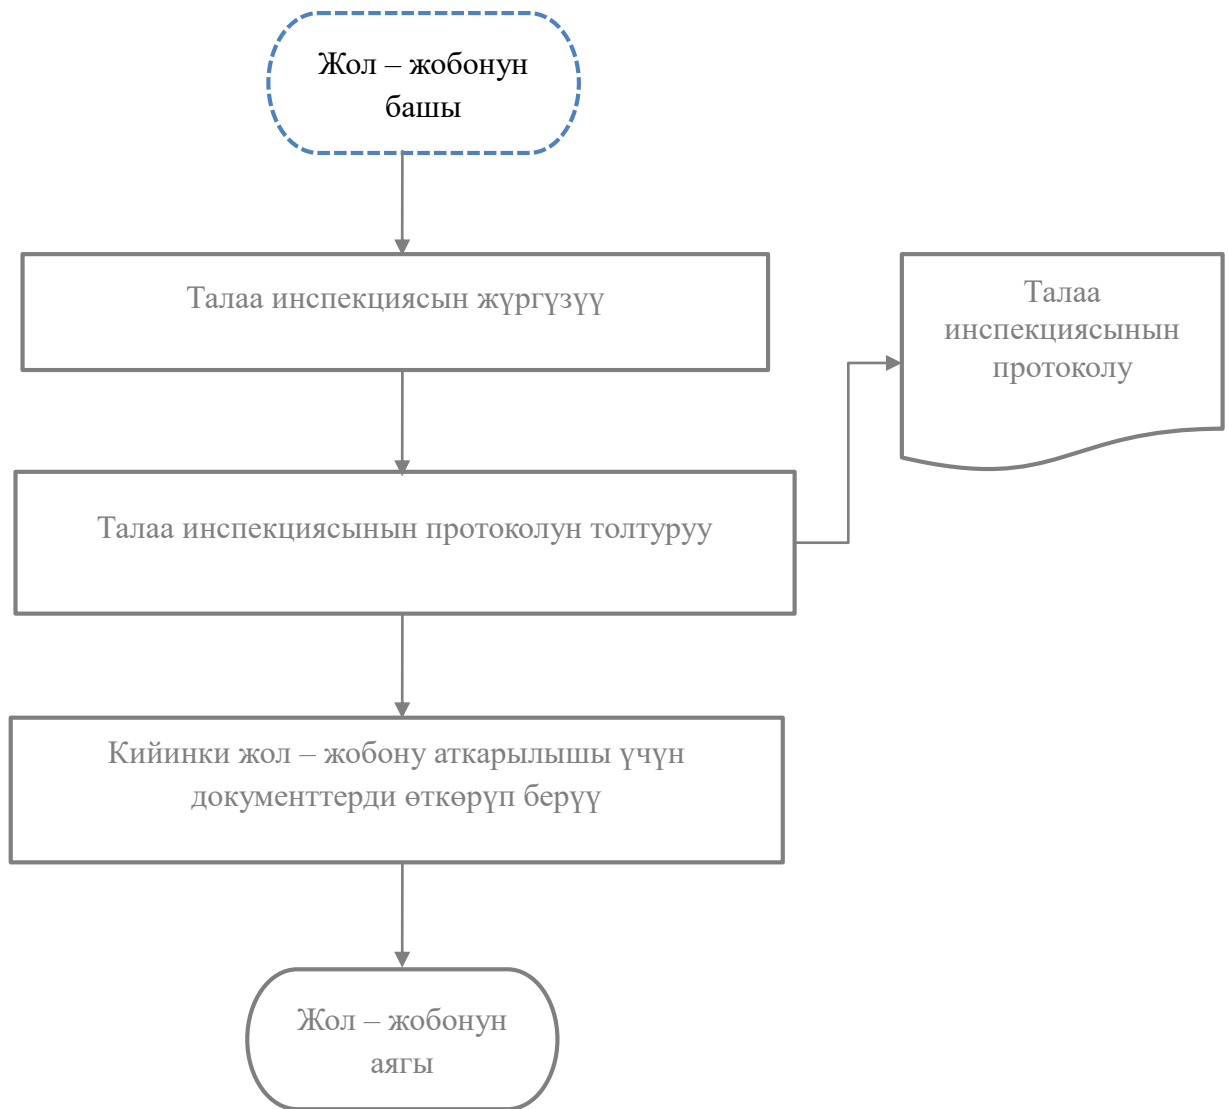 Жол – жобонун
башы
Талаа инспекциясын жүргүзүү
Талаа
инспекциясынын
протоколу
Талаа инспекциясынын протоколун толтуруу
Кийинки жол – жобону аткарылышы үчүн
документтерди өткөрүп берүү
Жол – жобонун
аягы